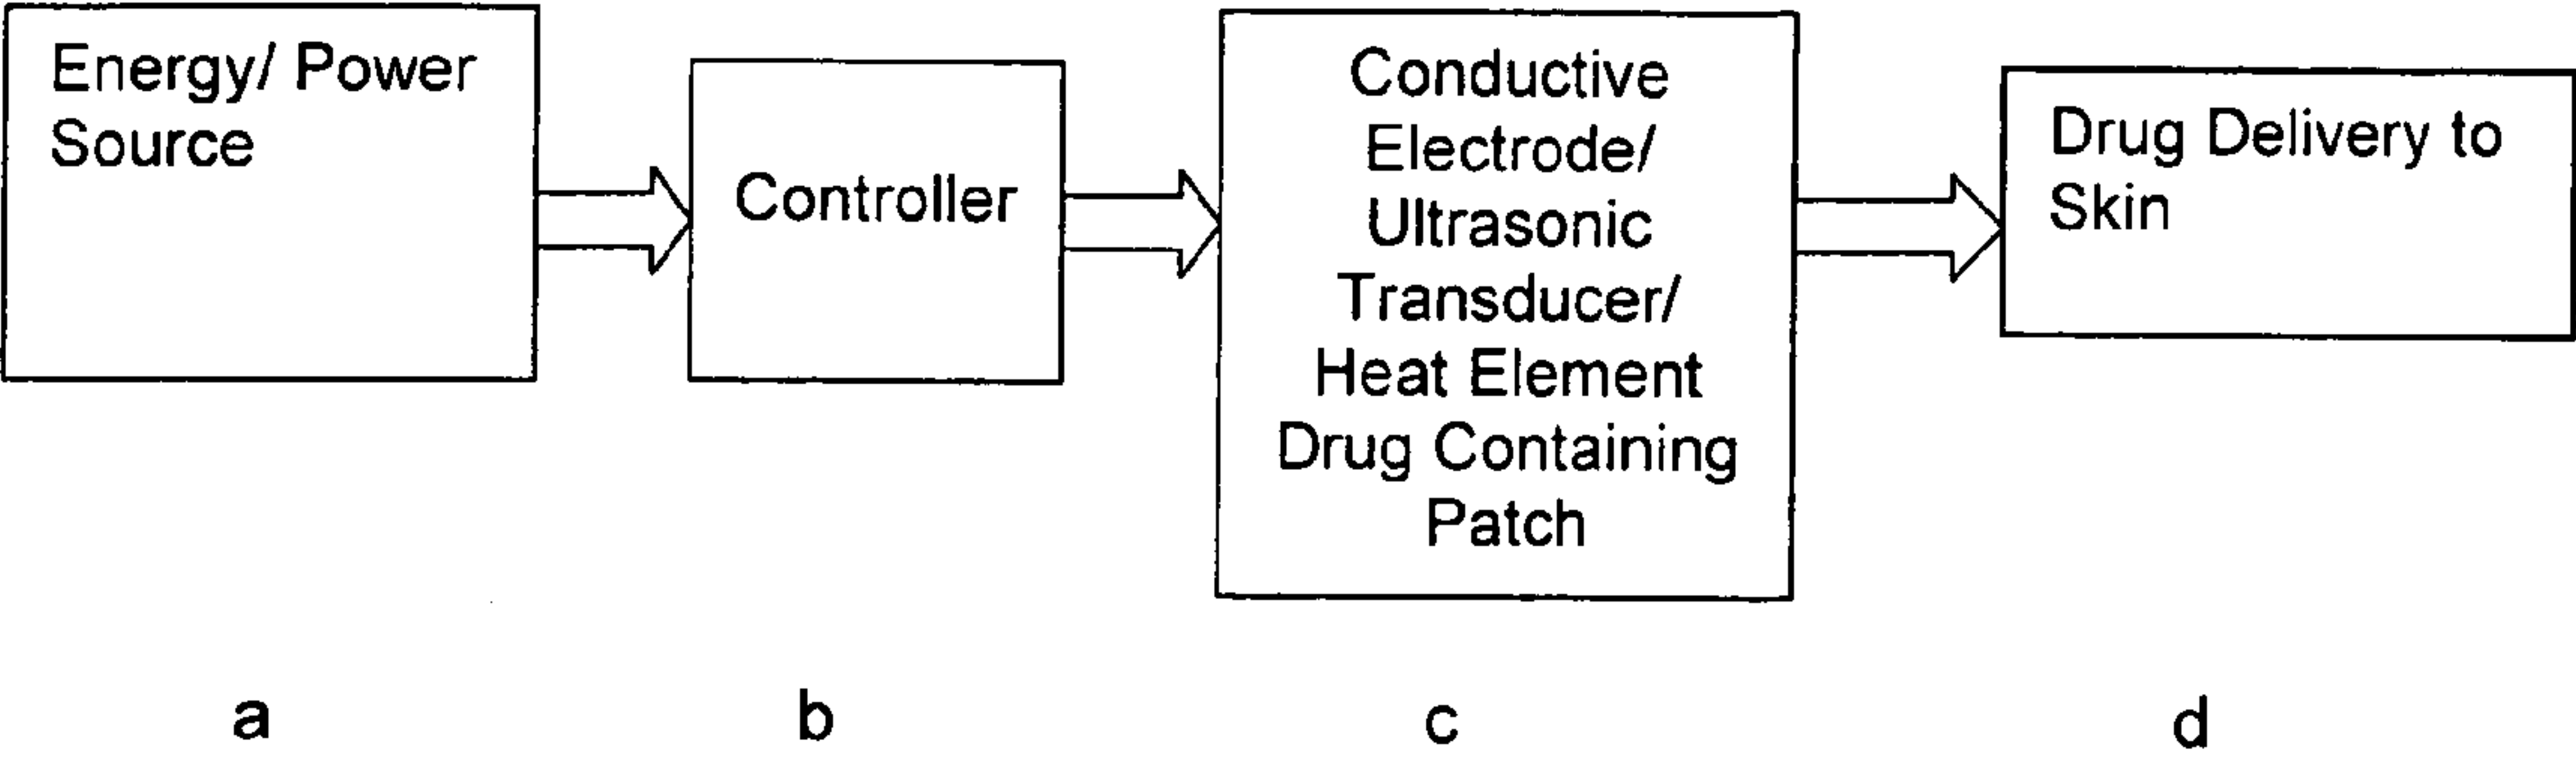 Energy/ Power
Source
Controller
Conductive
Electrode/
Ultrasonic
Transducer/
Heat Element
Drug Containing
Patch
Drug Delivery to
Skin
a
b
c
d